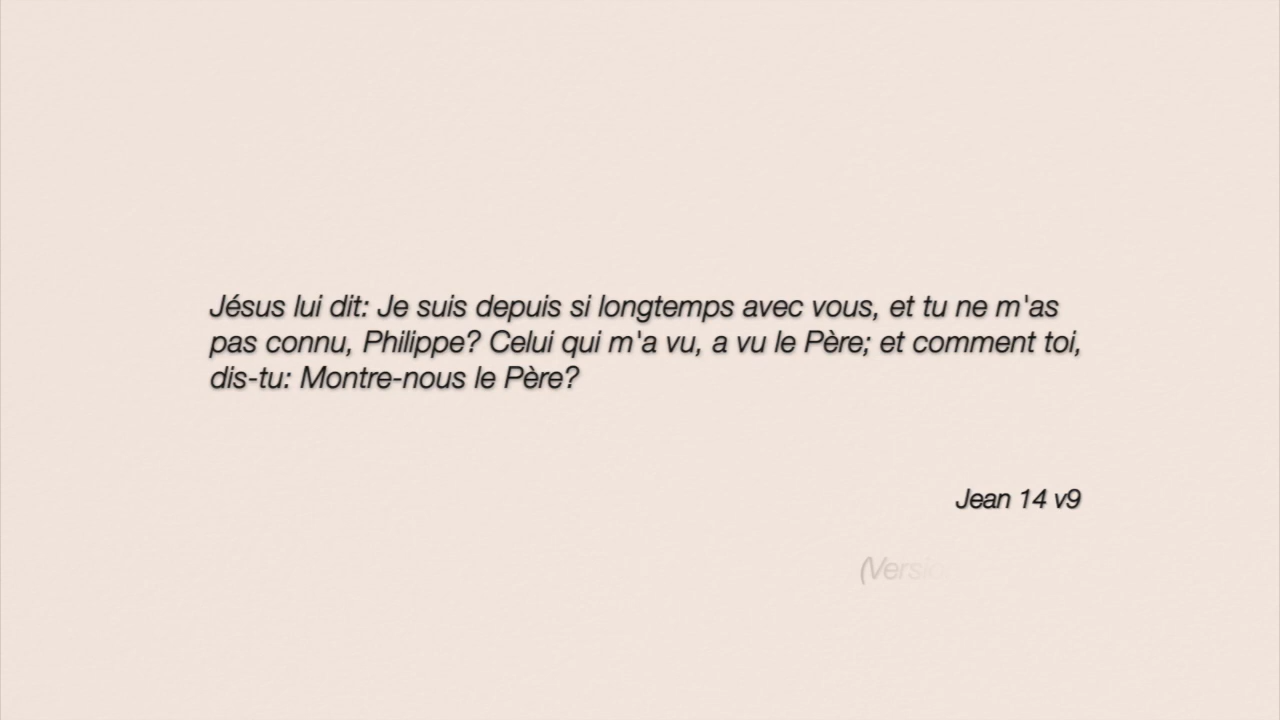 Jésus lui dit: Je suis depuis si longtemps avec vous, et tu ne m'as
pas connu, Philippe? Celui qui m'a vu, a vu le Père; et comment toi,
dis-tu: Montre-nous le Père?
Jean 14 v9